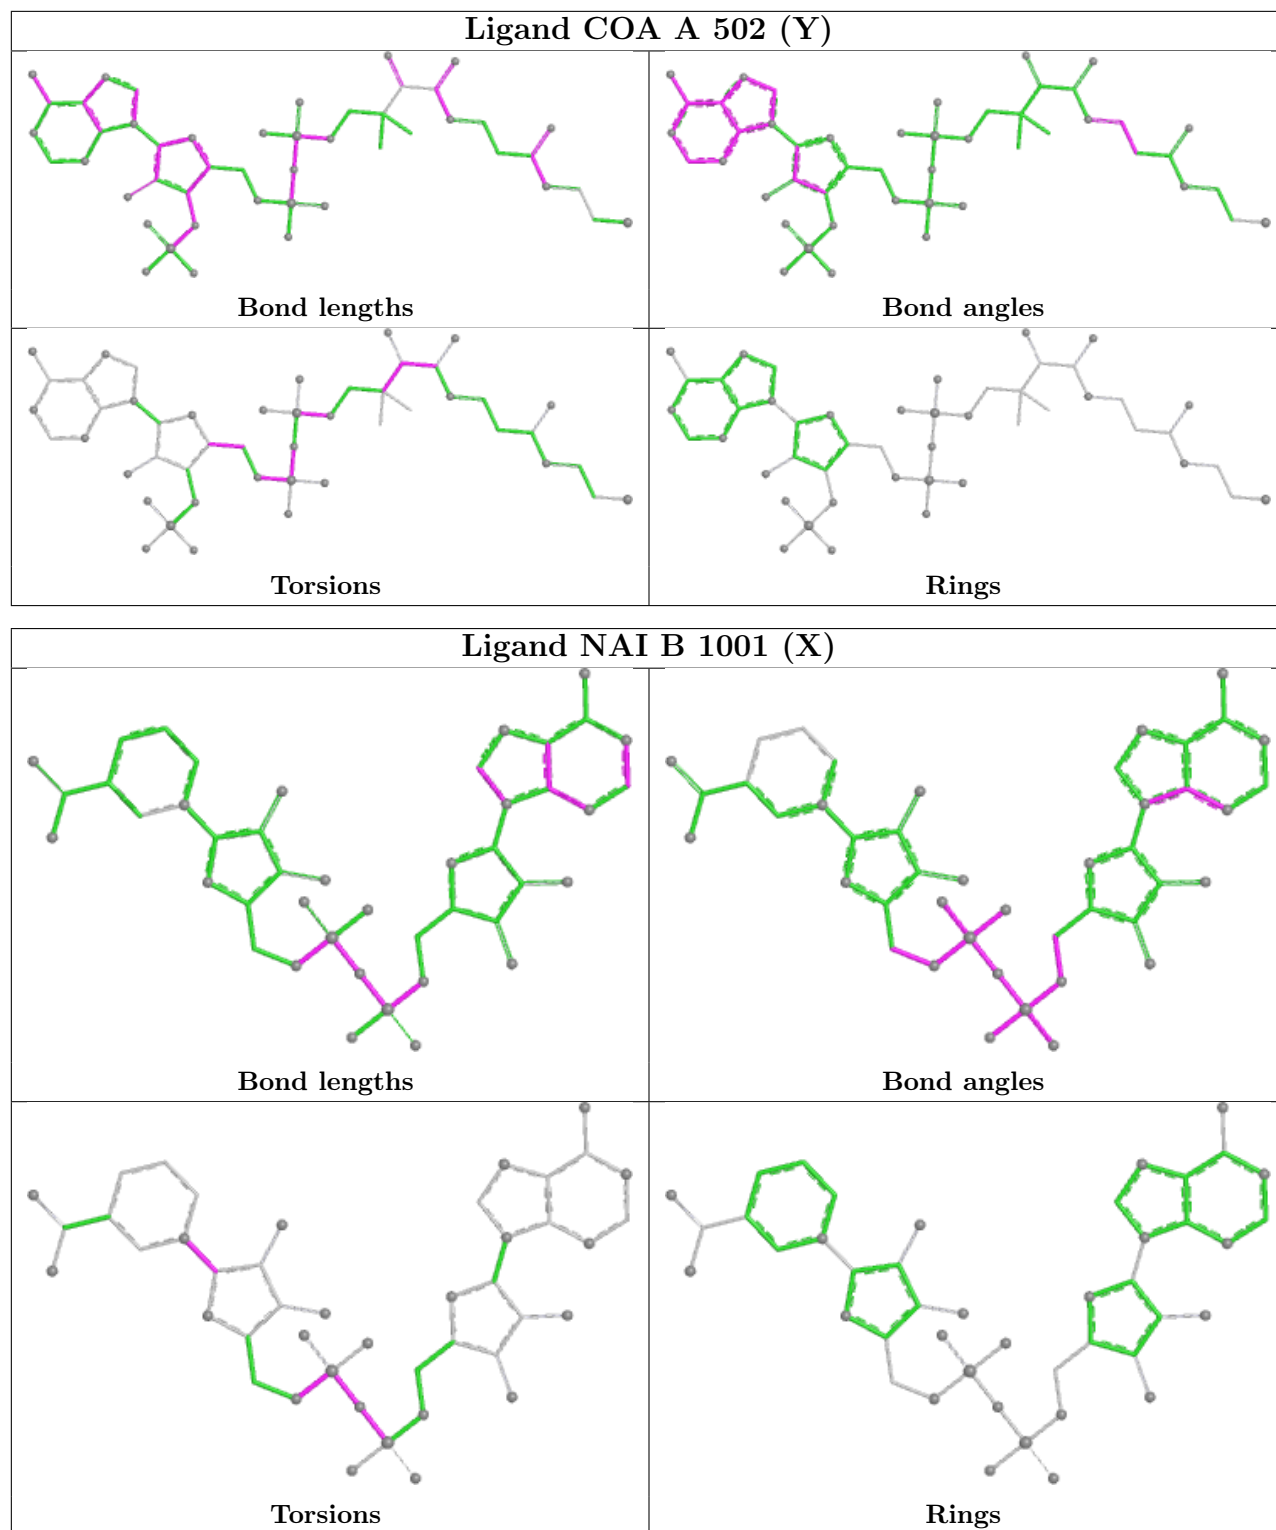 Ligand COA A 502 (Y)
Bond lengths
Bond angles
Torsions
Rings
Ligand NAI B 1001 (X)
Bond lengths
Bond angles
Torsions
Rings